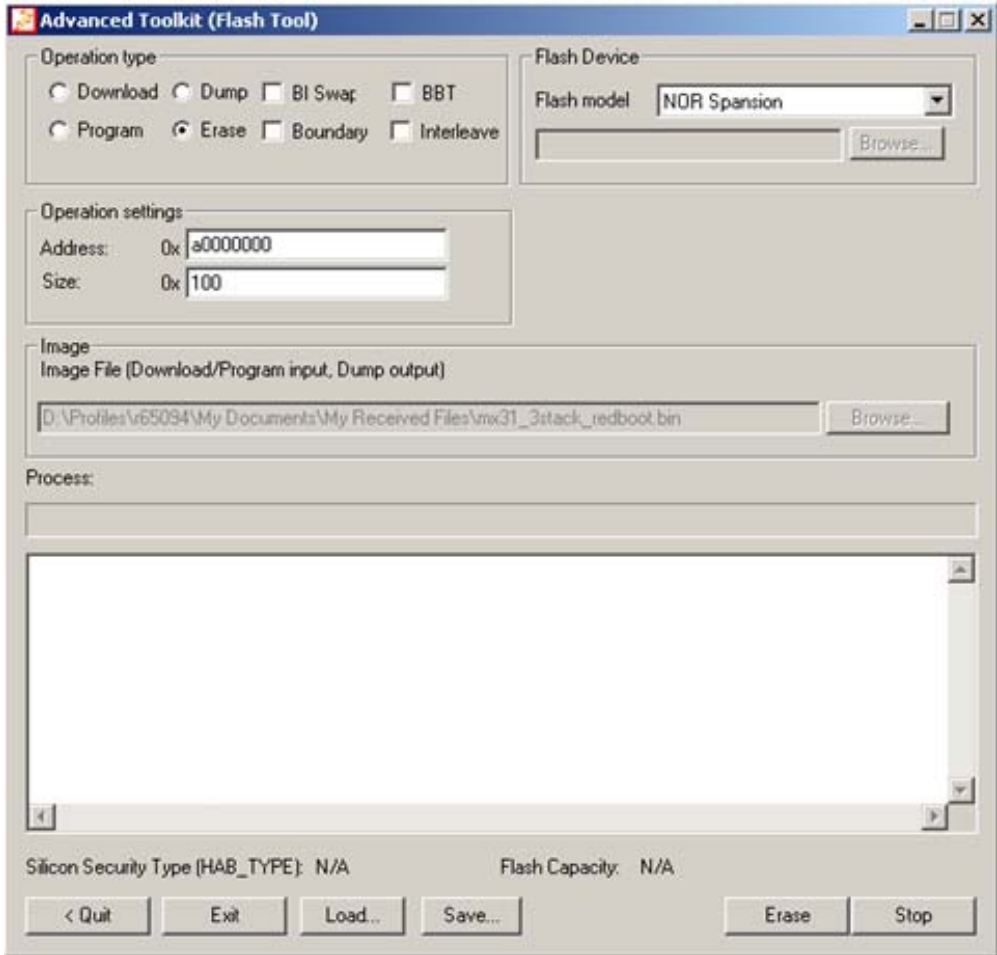 Advanced Toolkit (Flash Tool)
Operation type
Download Dump BI Swap BBT
Program Erase Boundary Interleave
Flash Device
Flash model NOR Spansion
Browse...
Operation settings
Address: 0x a0000000
Size: 0x 100
Image
Image File (Download/Program input, Dump output)
D:\Profiles\r65094\My Documents\My Received Files\mx31_3stack_redboot.bin Browse...
Process:
Silicon Security Type (HAB_TYPE): N/A Flash Capacity: N/A
< Quit Exit Load... Save... Erase Stop